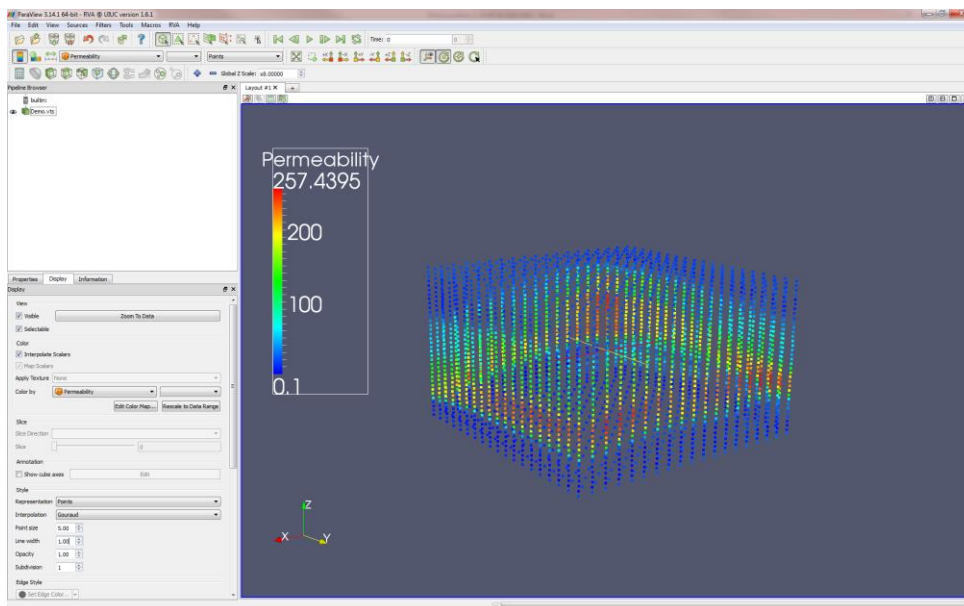 ParaView 3.14.1 64-bit - RVA @ LOUC version 1.6.1
File Edit View Sources Filters Tools Macros RVA Help
Time: 0
0
Permeability
Points
Global Z Scale: x8.00000
Pipeline Browser
builtin:
Demo.vts
Layout #1
Properties Display Information
Display
View
Visible
Zoom To Data
Selectable
Color
Interpolate Scalars
Map Scalars
Apply Texture None
Color by Permeability
Edit Color Map... Rescale to Data Range
Slice
Slice Direction
Slice 0
Annotation
Show cube axes Edit
Style
Representation Points
Interpolation Gouraud
Point size 5.00
Line width 1.00
Opacity 1.00
Subdivision 1
Edge Style
Set Edge Color...
Permeability
257.4395
200
100
0.1
Z
X
Y